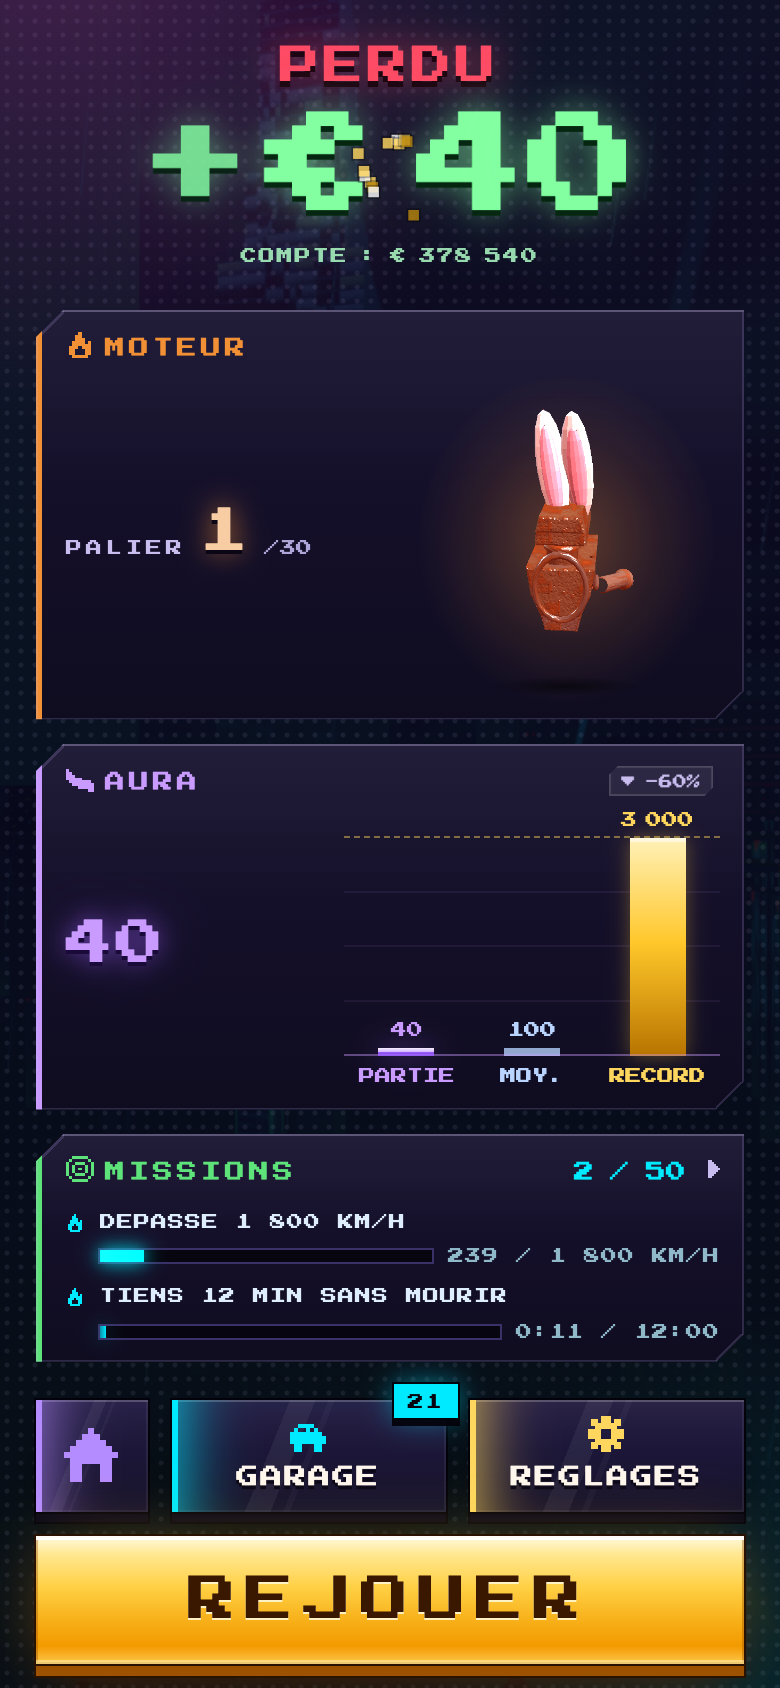 PERDU
+€40
COMPTE : € 378 540
MOTEUR
PALIER 1 /30
AURA
-60%
3 000
40
40
100
PARTIE
MOY.
RECORD
MISSIONS
2 / 50
DEPASSE 1 800 KM/H
239 / 1 800 KM/H
TIENS 12 MIN SANS MOURIR
0:11 / 12:00
21
GARAGE
REGLAGES
REJOUER